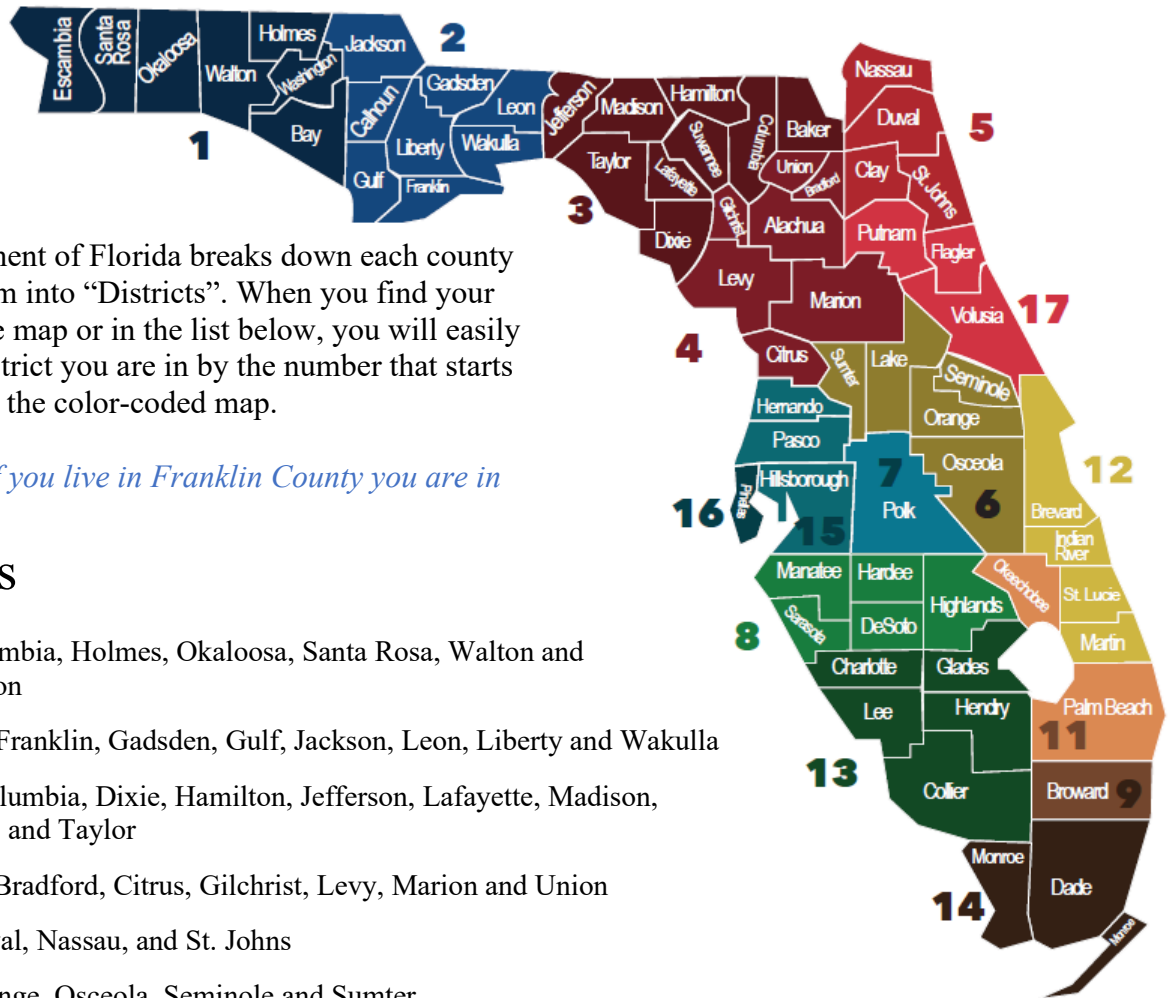 Escambia
Santa
Rosa
Okaloosa
Walton
Holmes
Washington
Bay
1
Jackson
2
Calhoun
Gadsden
Leon
Liberty
Wakulla
Gulf
Franklin
Jefferson
Madison
Hamilton
Taylor
Suwannee
Lafayette
Columbia
Baker
Union
Bradford
Gilchrist
Alachua
Dixie
3
Nassau
Duval
5
Clay
St. Johns
Putnam
Flagler
Volusia
17
Levy
Marion
4
Citrus
Sumter
Lake
Seminole
Orange
Osceola
6
Hernando
Pasco
Hillsborough
1
15
Pinellas
16
7
Polk
12
Brevard
Indian
River
St. Lucie
Martin
Okeechobee
Manatee
Hardee
Highlands
Sarasota
DeSoto
8
Charlotte
Glades
Lee
Hendry
13
Collier
Palm Beach
11
Broward
9
Monroe
Dade
14
Monroe
ment of Florida breaks down each county
m into “Districts”. When you find your
e map or in the list below, you will easily
trict you are in by the number that starts
the color-coded map.
f you live in Franklin County you are in
s
mbia, Holmes, Okaloosa, Santa Rosa, Walton and
on
Franklin, Gadsden, Gulf, Jackson, Leon, Liberty and Wakulla
lumbia, Dixie, Hamilton, Jefferson, Lafayette, Madison,
and Taylor
Bradford, Citrus, Gilchrist, Levy, Marion and Union
al, Nassau, and St. Johns
nge, Osceola, Seminole and Sumter